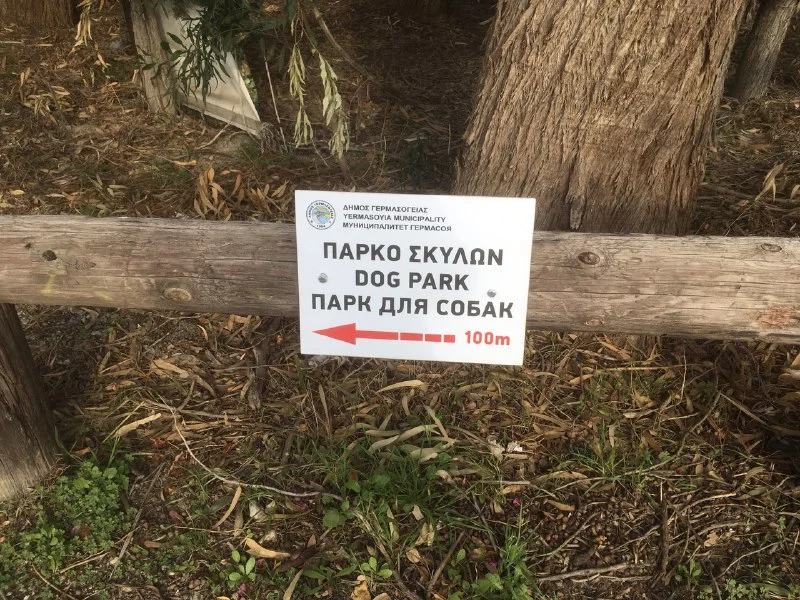 ΔΗΜΟΣ ΓΕΡΜΑΣΟΓΕΙΑΣ
YERMASOYIA MUNICIPALITY
МУНИЦИПАЛИТЕТ ГЕРМАСОЯ
ΠΑΡΚΟ ΣΚΥΛΩΝ
DOG PARK
ПАРК ДЛЯ СОБАК
100m